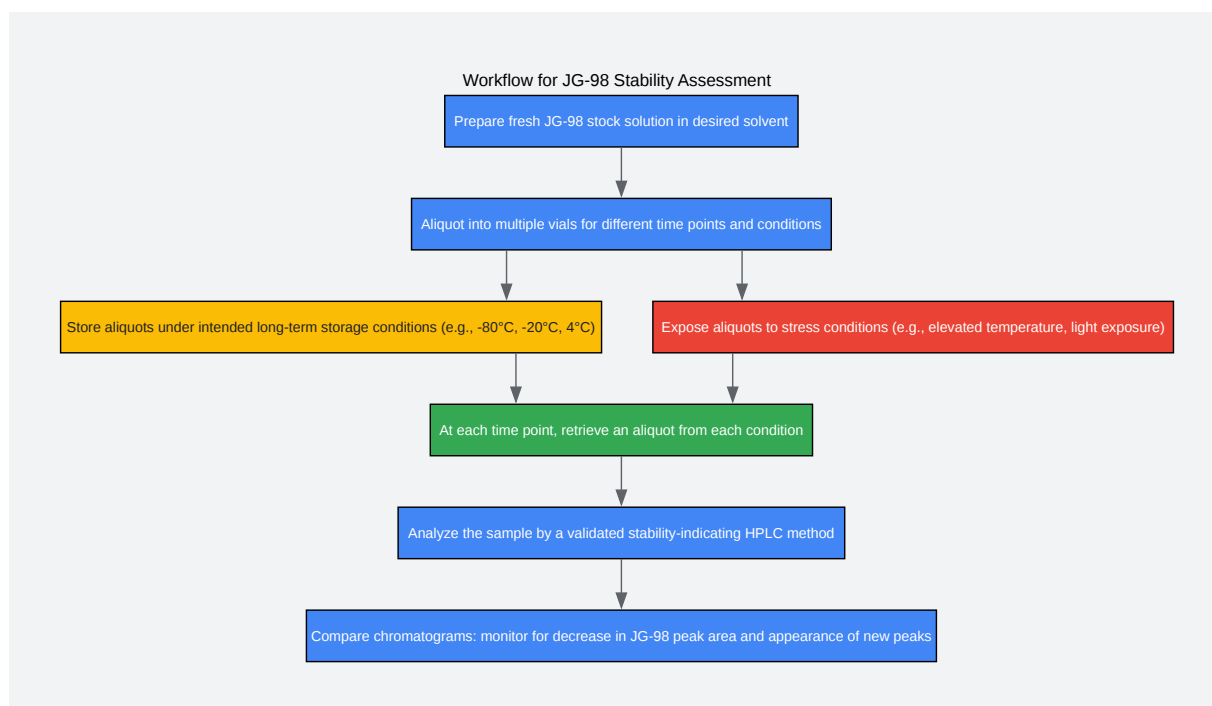 Workflow for JG-98 Stability Assessment
Prepare fresh JG-98 stock solution in desired solvent
Aliquot into multiple vials for different time points and conditions
Store aliquots under intended long-term storage conditions (e.g., -80°C, -20°C, 4°C)
Expose aliquots to stress conditions (e.g., elevated temperature, light exposure)
At each time point, retrieve an aliquot from each condition
Analyze the sample by a validated stability-indicating HPLC method
Compare chromatograms: monitor for decrease in JG-98 peak area and appearance of new peaks